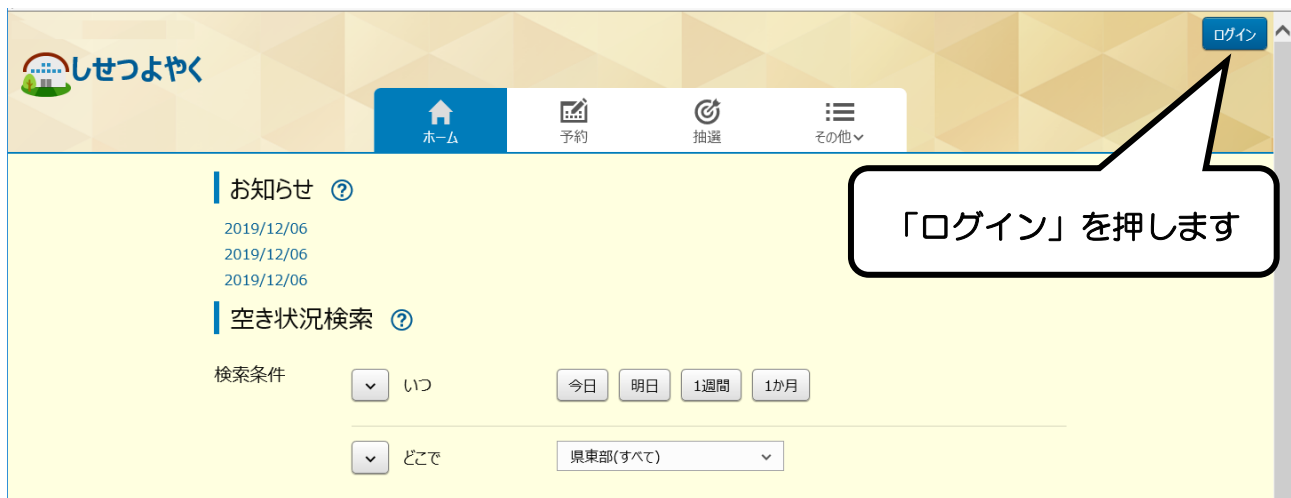 ログイン
しせつよやく
ホーム
予約
抽選
その他
「ログイン」を押します
お知らせ ?
2019/12/06
2019/12/06
2019/12/06
空き状況検索 ?
検索条件
いつ
今日 明日 1週間 1か月
どこで
県東部(すべて)